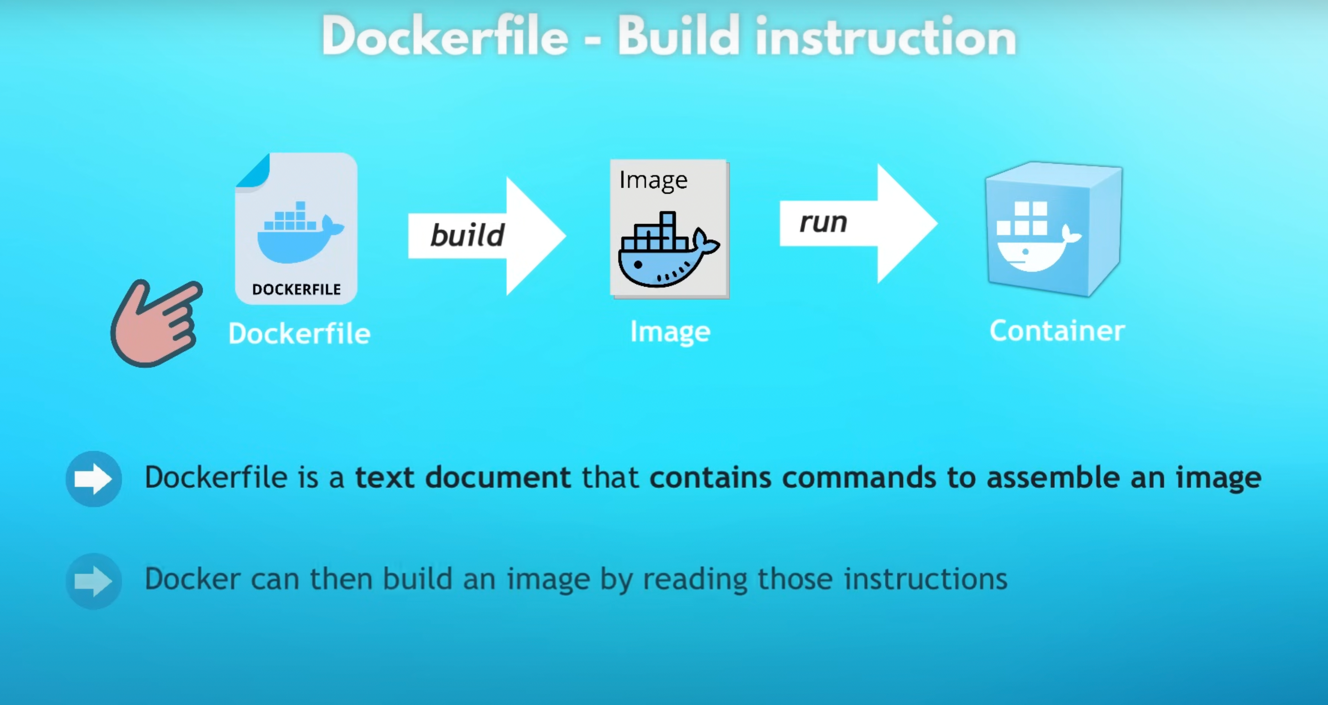 Dockerfile - Build instruction
Image
build
run
DOCKERFILE
Dockerfile
Image
Container
Dockerfile is a text document that contains commands to assemble an image
Docker can then build an image by reading those instructions